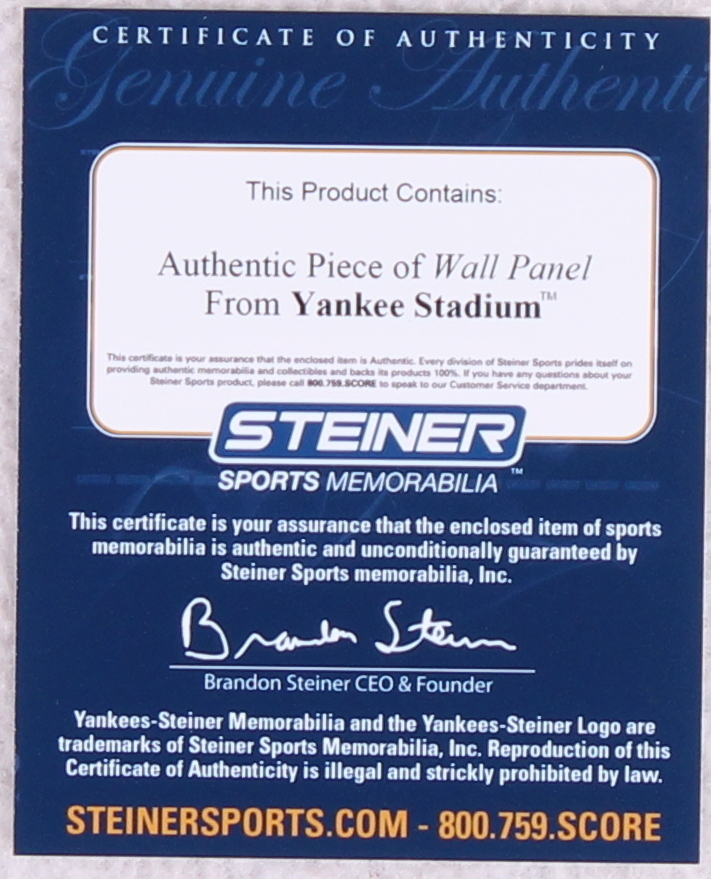 CERTIFICATE OF AUTHENTICITY
Genuine Authenti
This Product Contains:
Authentic Piece of Wall Panel
From Yankee Stadium™
This certificate is your assurance that the enclosed item is Authentic. Every division of Steiner Sports prides itself on
providing authentic memorabilia and collectibles and backs its products 100%. If you have any questions about your
Steiner Sports product, please call 800.759.SCORE to speak to our Customer Service department.
STEINER
SPORTS MEMORABILIA™
This certificate is your assurance that the enclosed item of sports
memorabilia is authentic and unconditionally guaranteed by
Steiner Sports memorabilia, Inc.
Brandon Steiner
Brandon Steiner CEO & Founder
Yankees-Steiner Memorabilia and the Yankees-Steiner Logo are
trademarks of Steiner Sports Memorabilia, Inc. Reproduction of this
Certificate of Authenticity is illegal and strickly prohibited by law.
STEINERSPORTS.COM - 800.759.SCORE